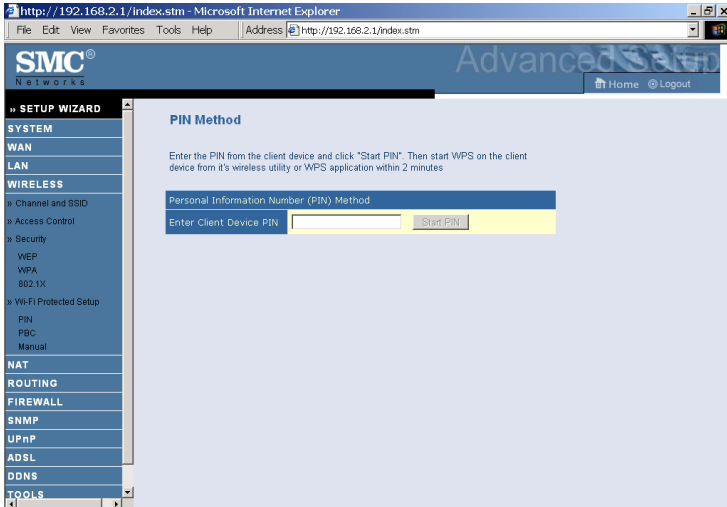 http://192.168.2.1/index.stm - Microsoft Internet Explorer
File Edit View Favorites Tools Help Address http://192.168.2.1/index.stm
SMC®
Networks
Advanced Setup
Home Logout
» SETUP WIZARD
SYSTEM
WAN
LAN
WIRELESS
» Channel and SSID
» Access Control
» Security
WEP
WPA
802.1X
» Wi-Fi Protected Setup
PIN
PBC
Manual
NAT
ROUTING
FIREWALL
SNMP
UPnP
ADSL
DDNS
TOOLS
PIN Method
Enter the PIN from the client device and click "Start PIN". Then start WPS on the client
device from it's wireless utility or WPS application within 2 minutes
Personal Information Number (PIN) Method
Enter Client Device PIN Start PIN